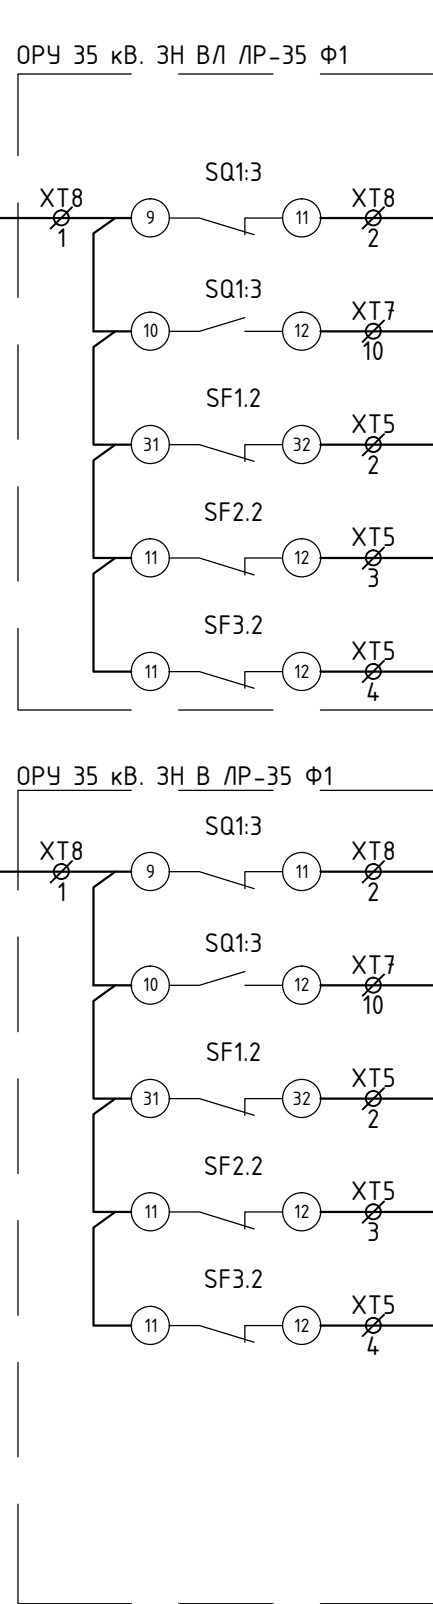 ОРУ 35 кВ. ЗН ВЛ ЛР-35 Ф1
SQ1:3
XT8 9 11 XT8
1 2
SQ1:3
XT7
10 12
10
SF1.2
XT5
31 32
2
SF2.2
XT5
11 12
3
SF3.2
XT5
11 12
4
ОРУ 35 кВ. ЗН В ЛР-35 Ф1
SQ1:3
XT8 9 11 XT8
1 2
SQ1:3
XT7
10 12
10
SF1.2
XT5
31 32
2
SF2.2
XT5
11 12
3
SF3.2
XT5
11 12
4